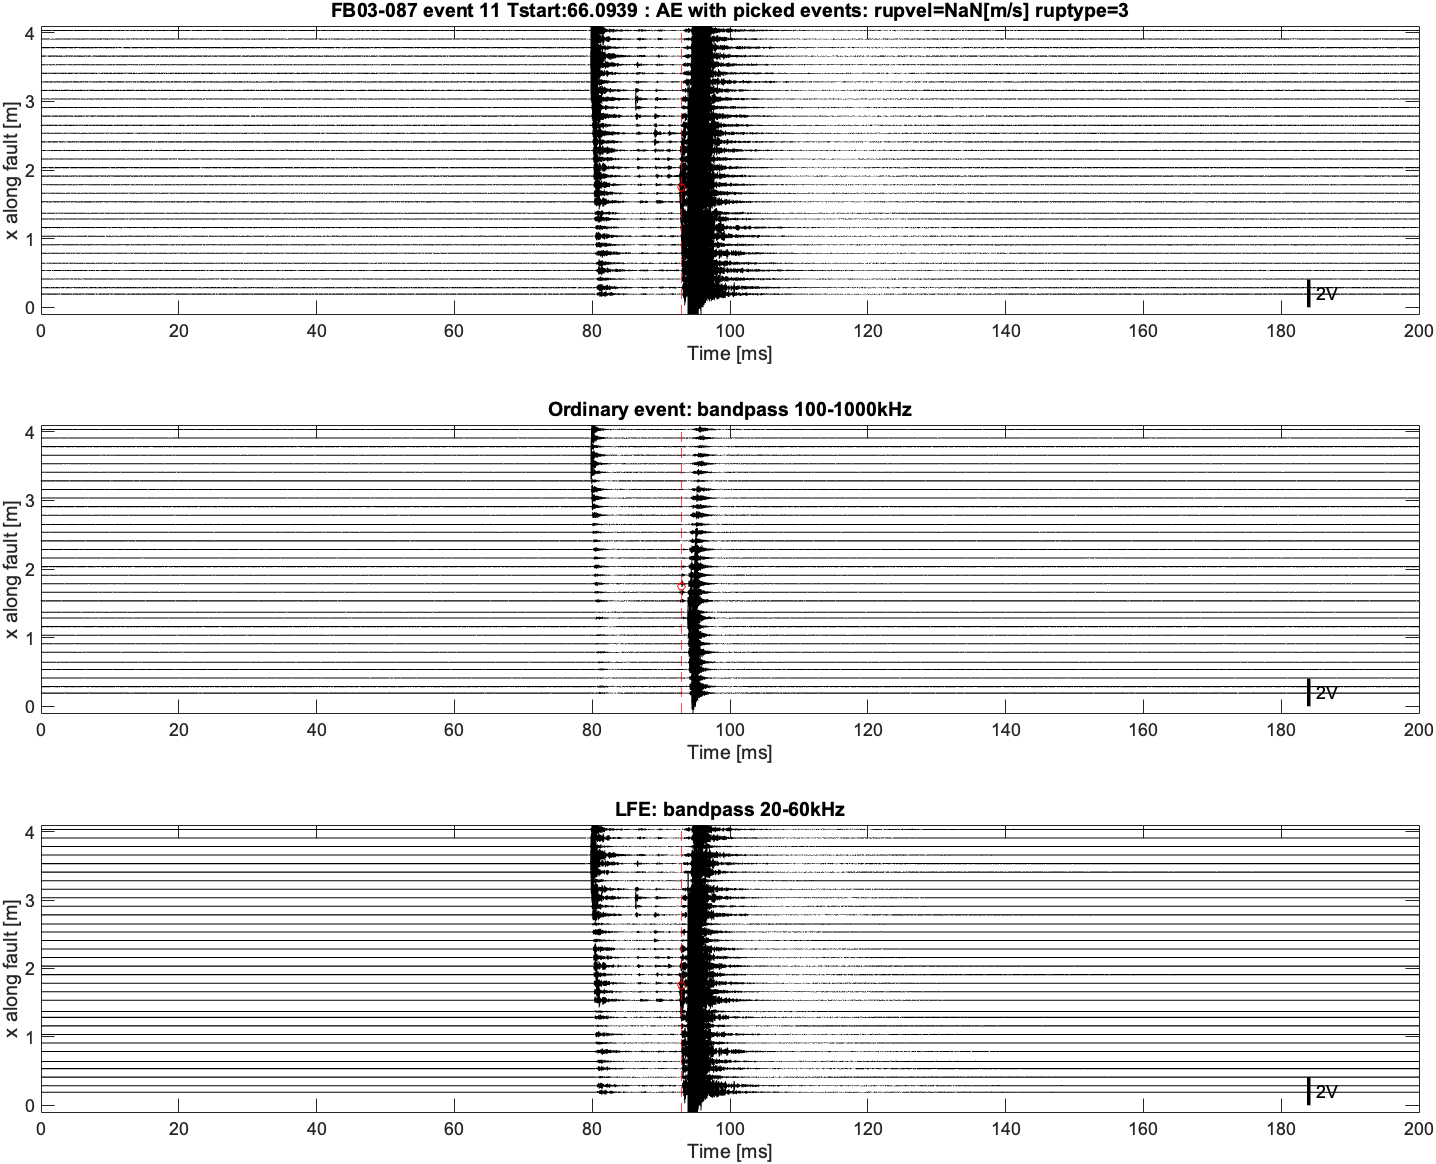 FB03-087 event 11 Tstart:66.0939 : AE with picked events: rupvel=NaN[m/s] ruptype=3
4
3
2
1
0
x along fault [m]
2V
0 20 40 60 80 100 120 140 160 180 200
Time [ms]
Ordinary event: bandpass 100-1000kHz
4
3
2
1
0
x along fault [m]
2V
0 20 40 60 80 100 120 140 160 180 200
Time [ms]
LFE: bandpass 20-60kHz
4
3
2
1
0
x along fault [m]
2V
0 20 40 60 80 100 120 140 160 180 200
Time [ms]